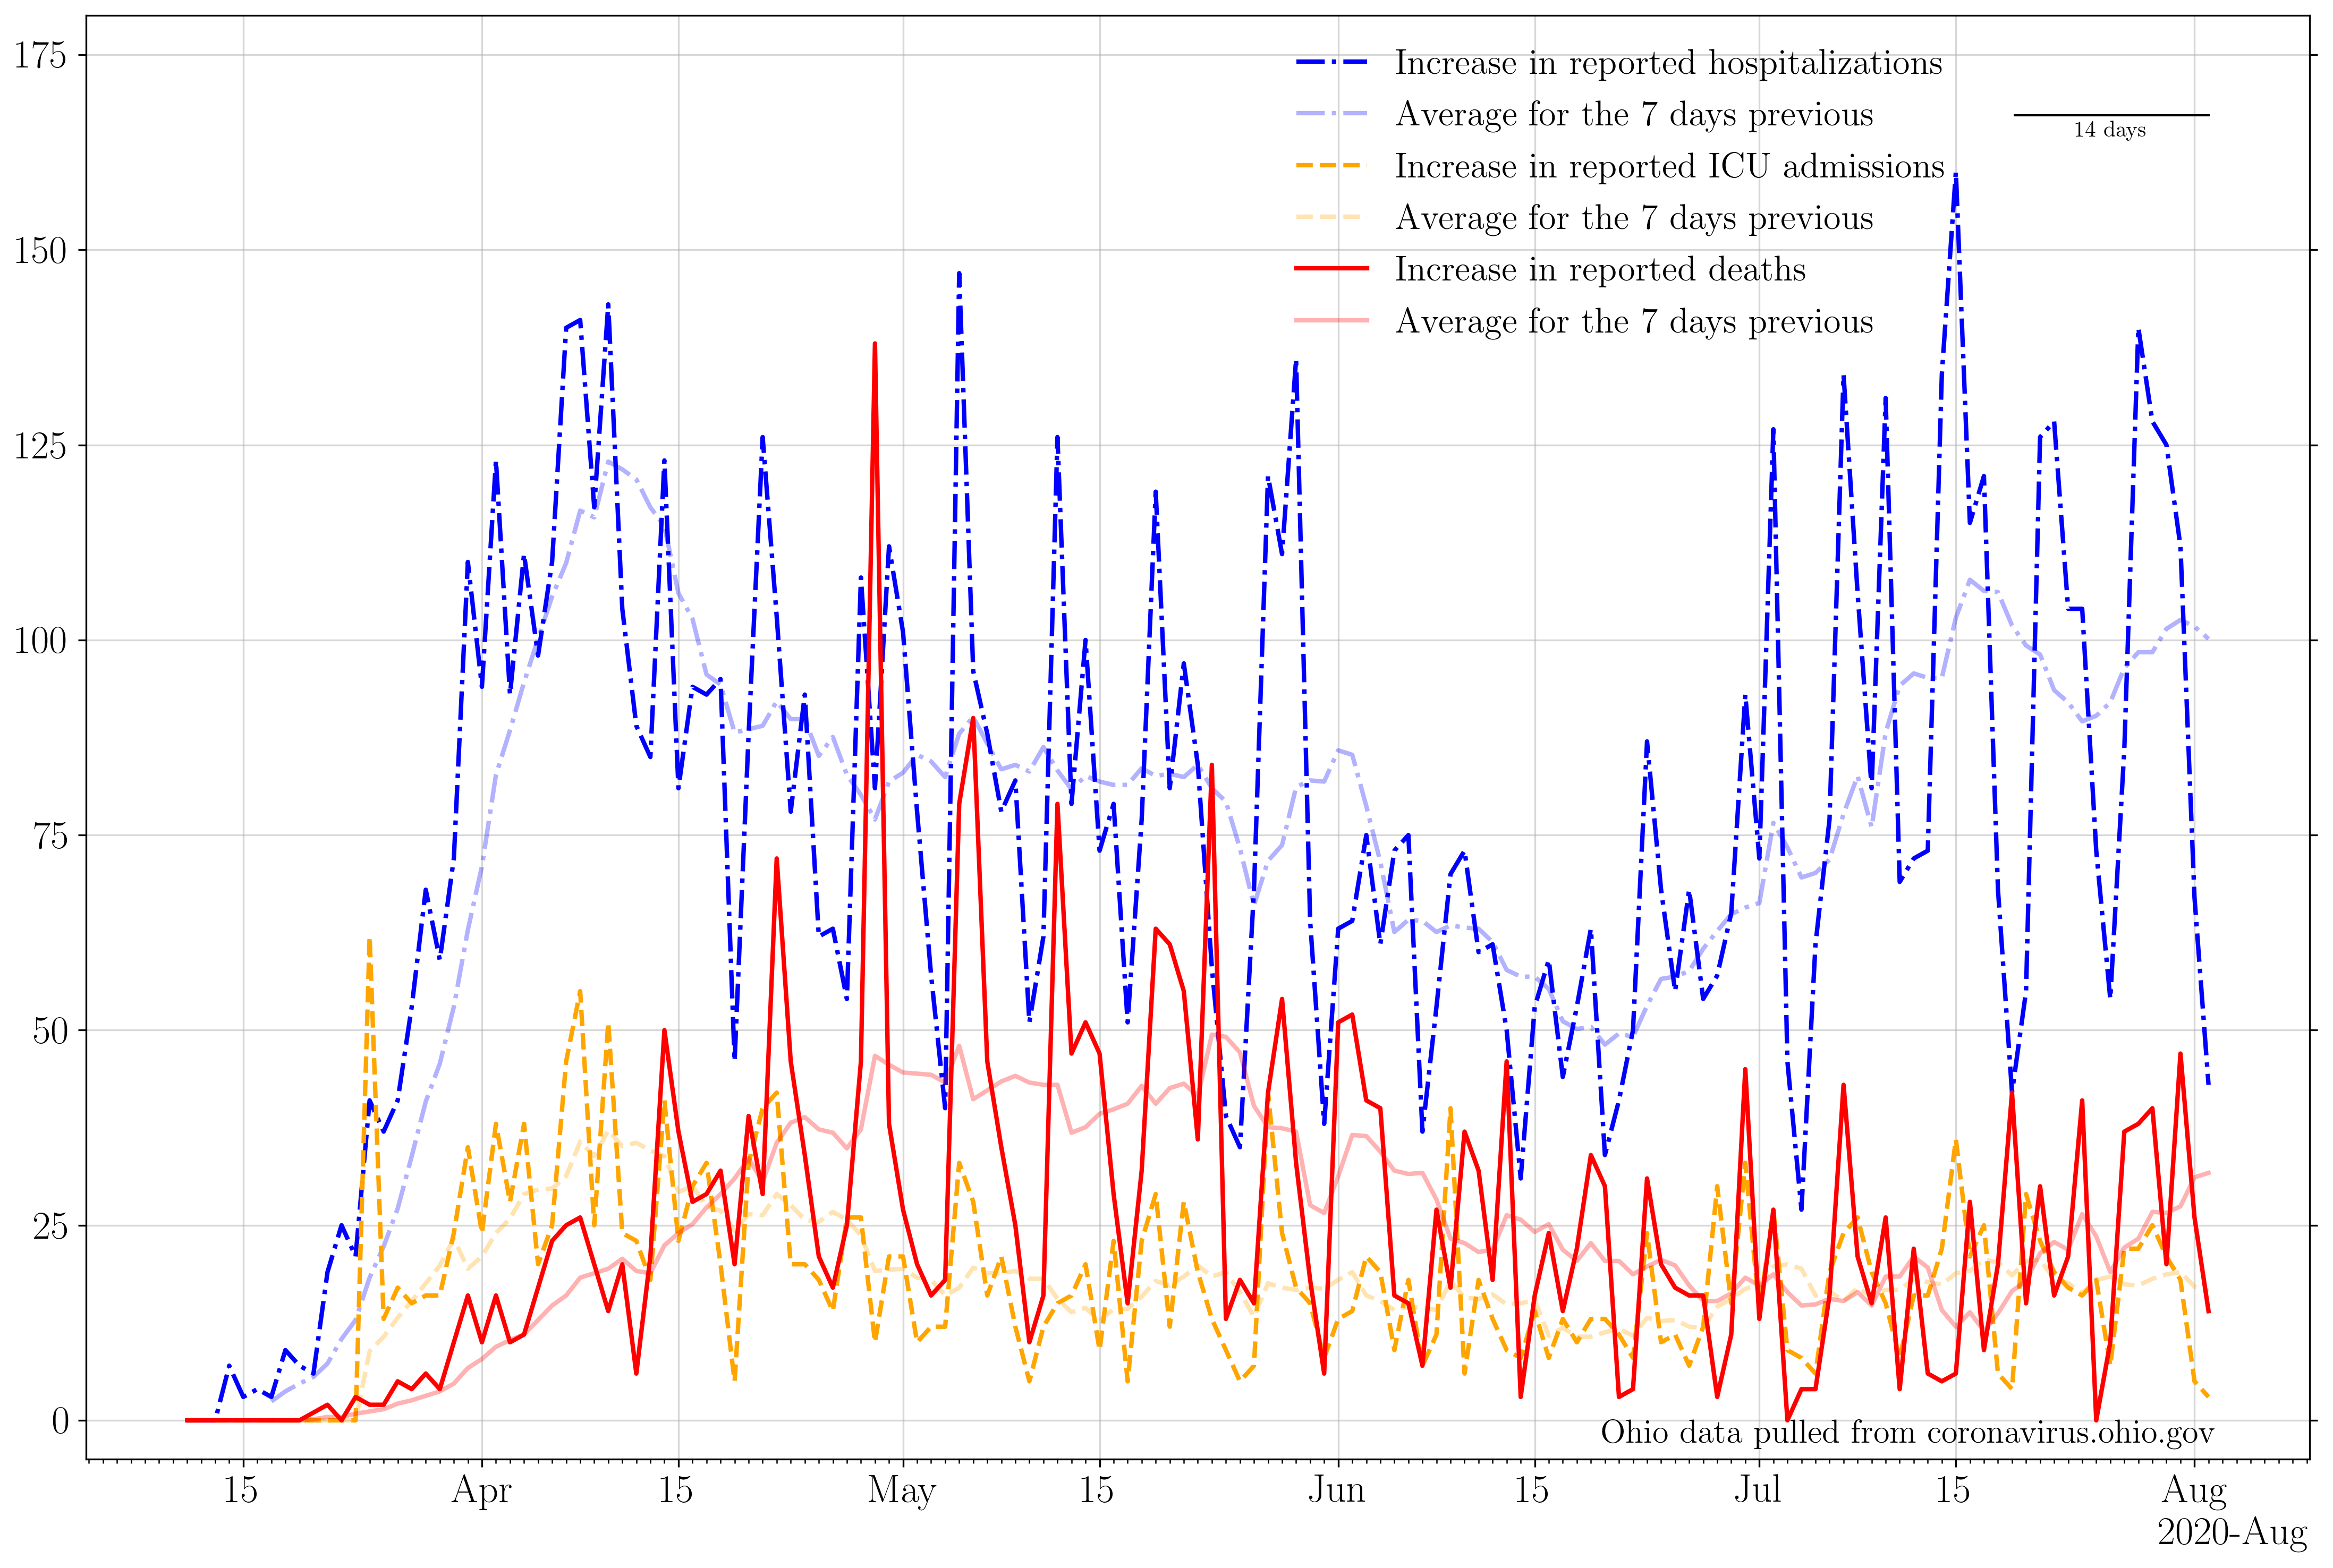 175
150
125
100
75
50
25
0
Increase in reported hospitalizations
Average for the 7 days previous
Increase in reported ICU admissions
Average for the 7 days previous
Increase in reported deaths
Average for the 7 days previous
14 days
Ohio data pulled from coronavirus.ohio.gov
15 Apr 15 May 15 Jun 15 Jul 15 Aug
2020-Aug